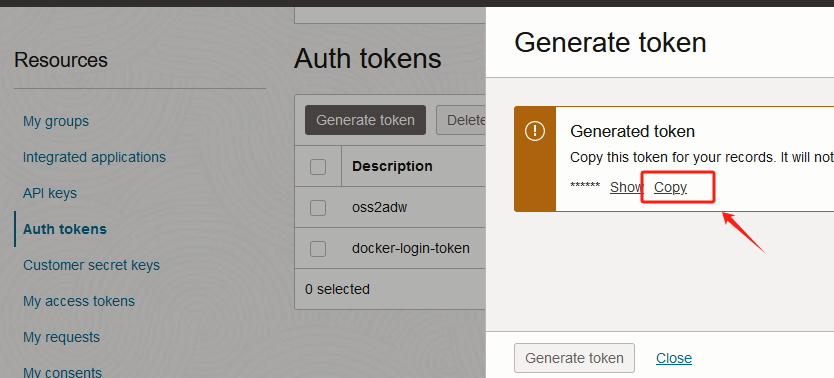 Resources
My groups
Integrated applications
API keys
Auth tokens
Customer secret keys
My access tokens
My requests
My consents
Auth tokens
Generate token
Delete
Description
oss2adw
docker-login-token
0 selected
Generate token
Generated token
Copy this token for your records. It will not
****** Show Copy
Generate token
Close